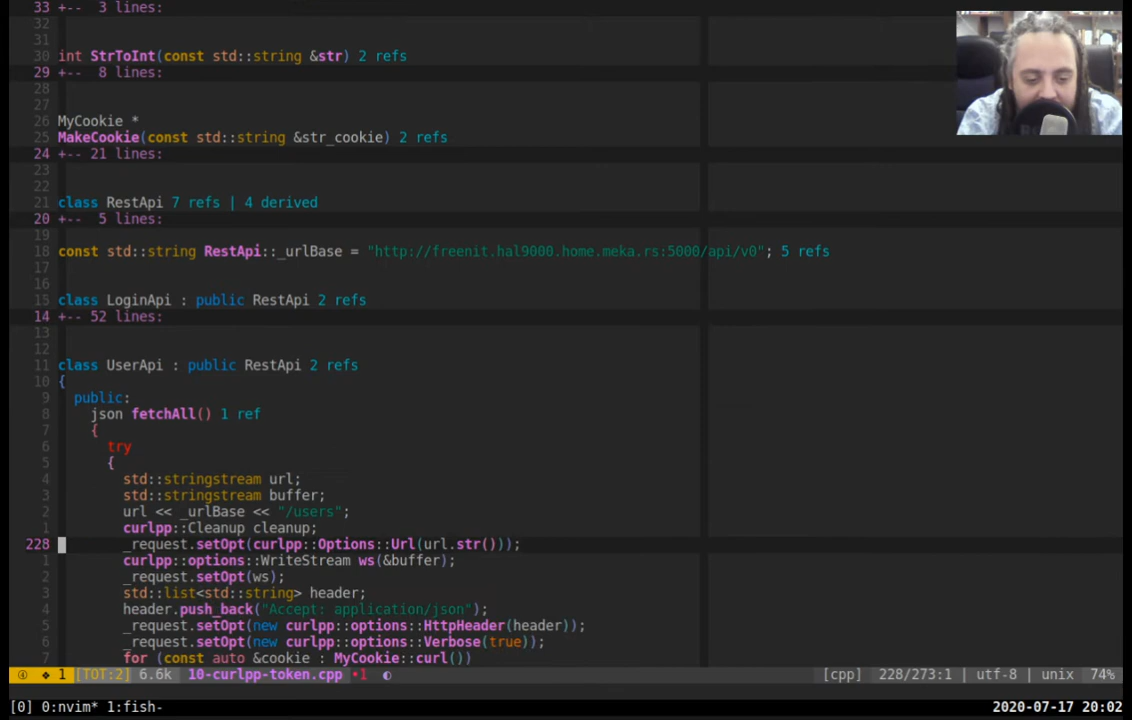 33 +--  3 lines:
32
31
30 int StrToInt(const std::string &str) 2 refs
29 +--  8 lines:
28
27
26 MyCookie *
25 MakeCookie(const std::string &str_cookie) 2 refs
24 +-- 21 lines:
23
22
21 class RestApi 7 refs | 4 derived
20 +--  5 lines:
19
18 const std::string RestApi::_urlBase = "http://freenit.hal9000.home.meka.rs:5000/api/v0"; 5 refs
17
16
15 class LoginApi : public RestApi 2 refs
14 +-- 52 lines:
13
12
11 class UserApi : public RestApi 2 refs
10 {
9 public:
8 json fetchAll() 1 ref
7 {
6 try
5 {
4 std::stringstream url;
3 std::stringstream buffer;
2 url << _urlBase << "/users";
1 curlpp::Cleanup cleanup;
228 _request.setOpt(curlpp::Options::Url(url.str()));
1 curlpp::options::WriteStream ws(&buffer);
2 _request.setOpt(ws);
3 std::list<std::string> header;
4 header.push_back("Accept: application/json");
5 _request.setOpt(new curlpp::options::HttpHeader(header));
6 _request.setOpt(new curlpp::options::Verbose(true));
7 for (const auto &cookie : MyCookie::curl())
④ ❖ 1 [TOT:2] 6.6k 10-curlpp-token.cpp •1 [cpp] 228/273:1 | utf-8 | unix 74%
[0] 0:nvim* 1:fish- 2020-07-17 20:02